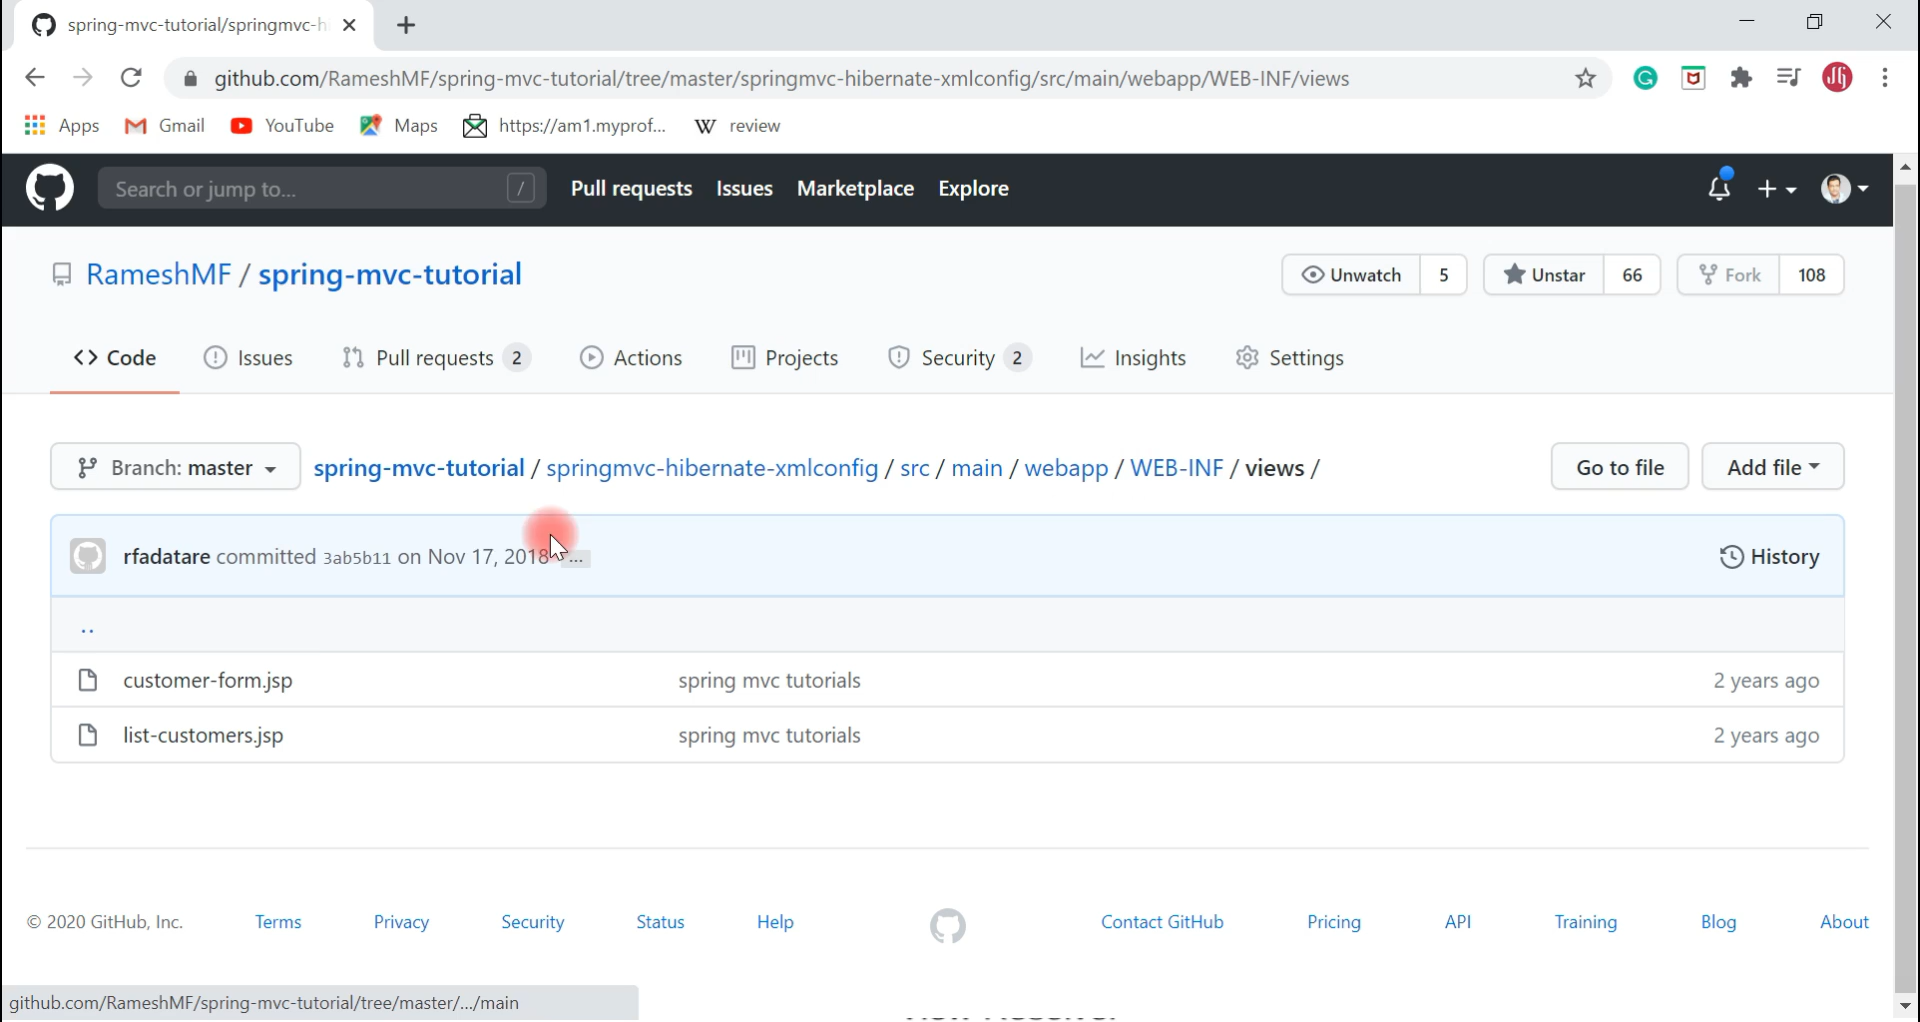 spring-mvc-tutorial/springmvc-h
github.com/RameshMF/spring-mvc-tutorial/tree/master/springmvc-hibernate-xmlconfig/src/main/webapp/WEB-INF/views
Apps Gmail YouTube Maps https://am1.myprof... W review
Search or jump to... / Pull requests Issues Marketplace Explore
RameshMF / spring-mvc-tutorial Unwatch 5 Unstar 66 Fork 108
<> Code Issues Pull requests 2 Actions Projects Security 2 Insights Settings
Branch: master spring-mvc-tutorial / springmvc-hibernate-xmlconfig / src / main / webapp / WEB-INF / views / Go to file Add file
rfadatare committed 3ab5b11 on Nov 17, 2018 ... History
..
customer-form.jsp spring mvc tutorials 2 years ago
list-customers.jsp spring mvc tutorials 2 years ago
© 2020 GitHub, Inc. Terms Privacy Security Status Help Contact GitHub Pricing API Training Blog About
github.com/RameshMF/spring-mvc-tutorial/tree/master/.../main